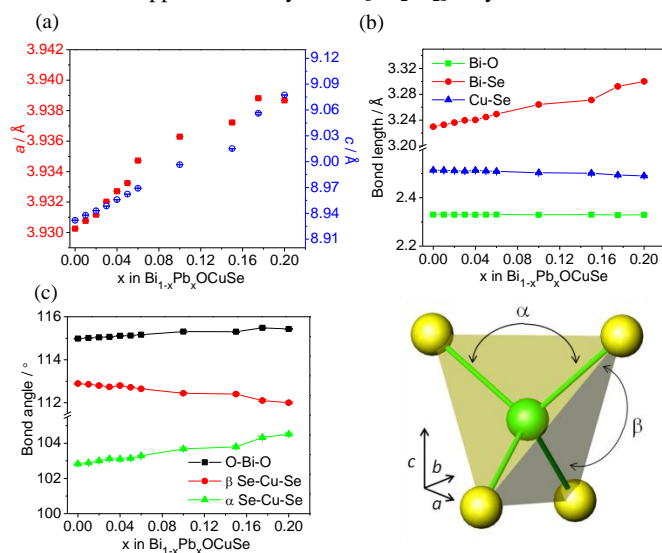 (a)
3.942
3.940
3.938
3.936
3.934
3.932
3.930
a / Å
9.12
9.09
9.06
9.03
9.00
8.97
8.94
8.91
c / Å
0.00 0.04 0.08 0.12 0.16 0.20
x in Bi1-xPbxOCuSe
(b)
Bi-O
Bi-Se
Cu-Se
3.32
3.28
3.24
2.4
2.2
Bond length / Å
0.00 0.04 0.08 0.12 0.16 0.20
x in Bi1-xPbxOCuSe
(c)
116
114
112
104
102
Bond angle / °
O-Bi-O
β Se-Cu-Se
α Se-Cu-Se
0.00 0.04 0.08 0.12 0.16 0.20
x in Bi1-xPbxOCuSe
α
β
c
b
a